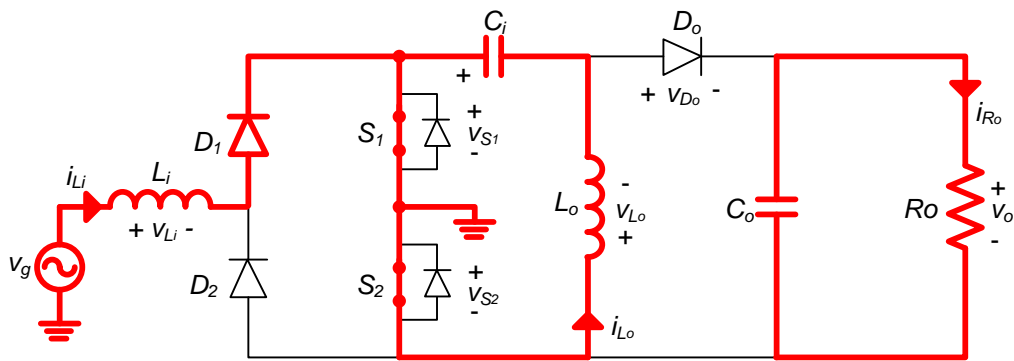 Ci
Do
+
+ vDo -
D1
S1
+
vS1
-
iRo
iLi
Li
+ vLi -
Lo
-
vLo
+
Co
Ro
+
vo
-
vg
D2
S2
+
vS2
-
iLo